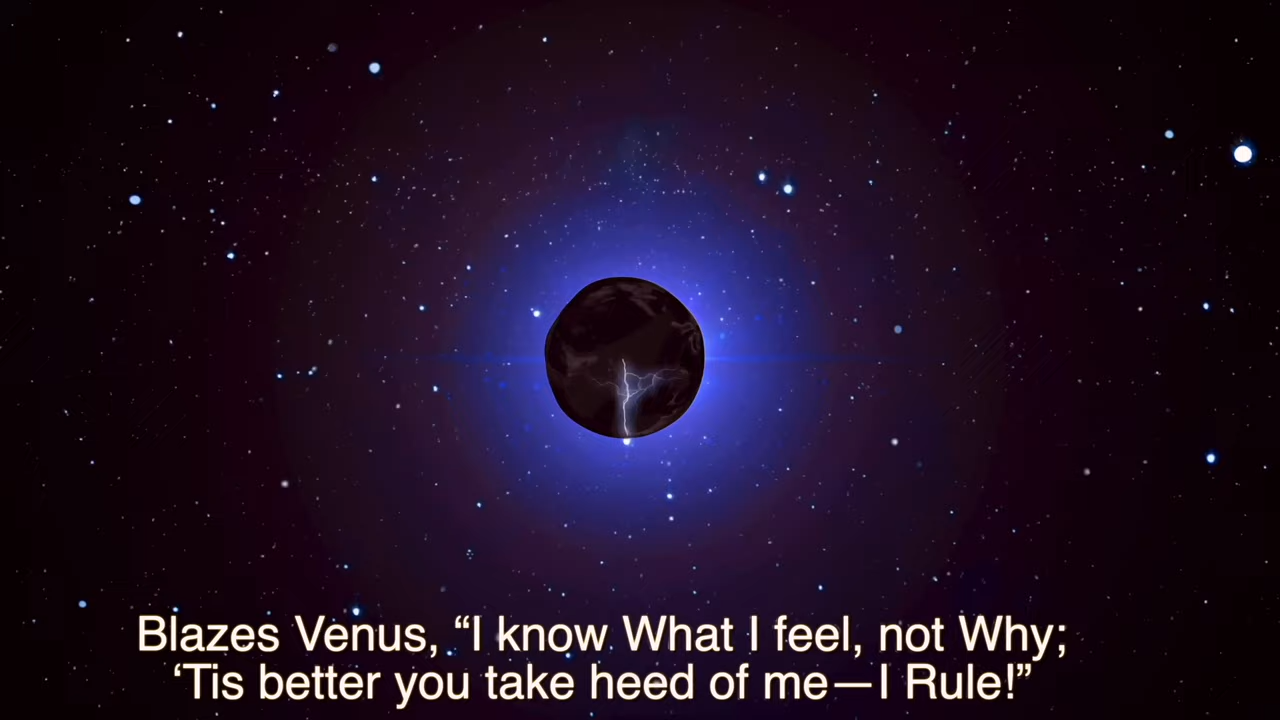 Blazes Venus, “I know What I feel, not Why;
‘Tis better you take heed of me—I Rule!”